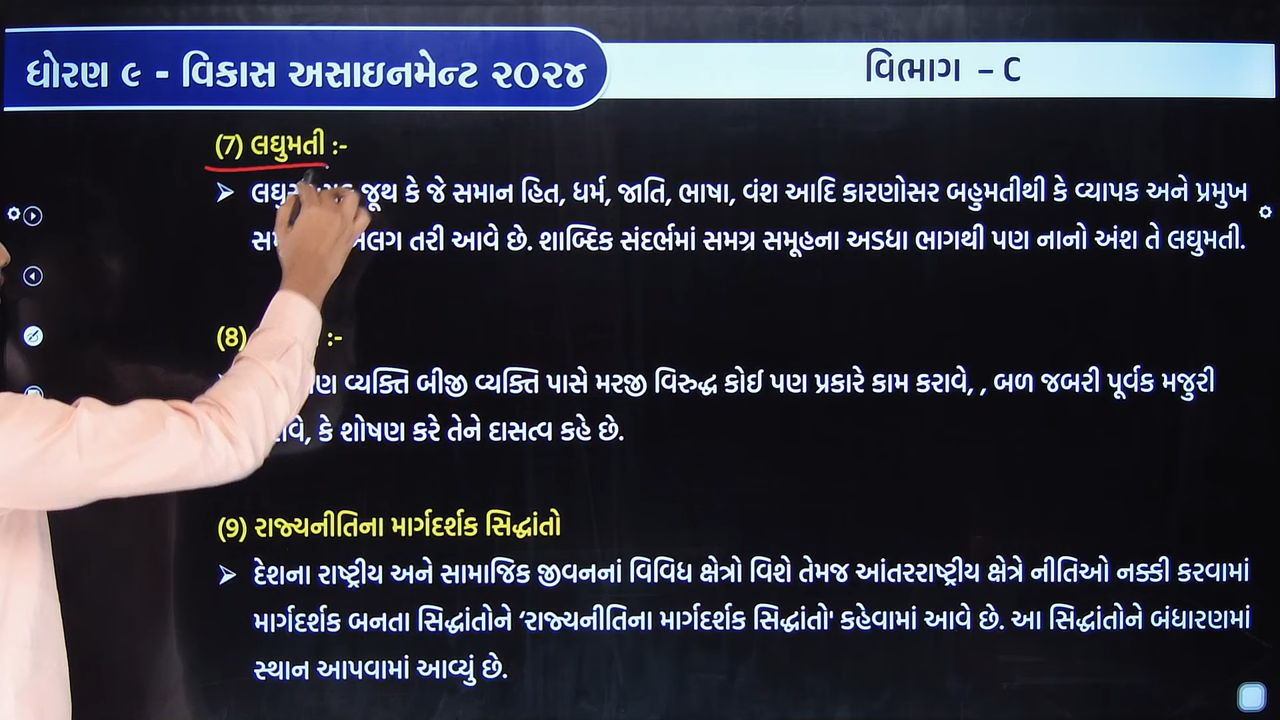 ધોરણ ૯ - વિકાસ અસાઇનમેન્ટ ૨૦૨૪
વિભાગ – C
(7) લઘુમતી :-
જૂથ કે જે સમાન હિત, ધર્મ, જાતિ, ભાષા, વંશ આદિ કારણોસર બહુમતીથી કે વ્યાપક અને પ્રમુખ
તરી આવે છે. શાબ્દિક સંદર્ભમાં સમગ્ર સમૂહના અડધા ભાગથી પણ નાનો અંશ તે લઘુમતી.
(8) :-
વ્યક્તિ બીજી વ્યક્તિ પાસે મરજી વિરુદ્ધ કોઈ પણ પ્રકારે કામ કરાવે, , બળ જબરી પૂર્વક મજુરી
કે શોષણ કરે તેને દાસત્વ કહે છે.
(9) રાજ્યનીતિના માર્ગદર્શક સિદ્ધાંતો
દેશના રાષ્ટ્રીય અને સામાજિક જીવનનાં વિવિધ ક્ષેત્રો વિશે તેમજ આંતરરાષ્ટ્રીય ક્ષેત્રે નીતિઓ નક્કી કરવામાં
માર્ગદર્શક બનતા સિદ્ધાંતોને ‘રાજ્યનીતિના માર્ગદર્શક સિદ્ધાંતો' કહેવામાં આવે છે. આ સિદ્ધાંતોને બંધારણમાં
સ્થાન આપવામાં આવ્યું છે.